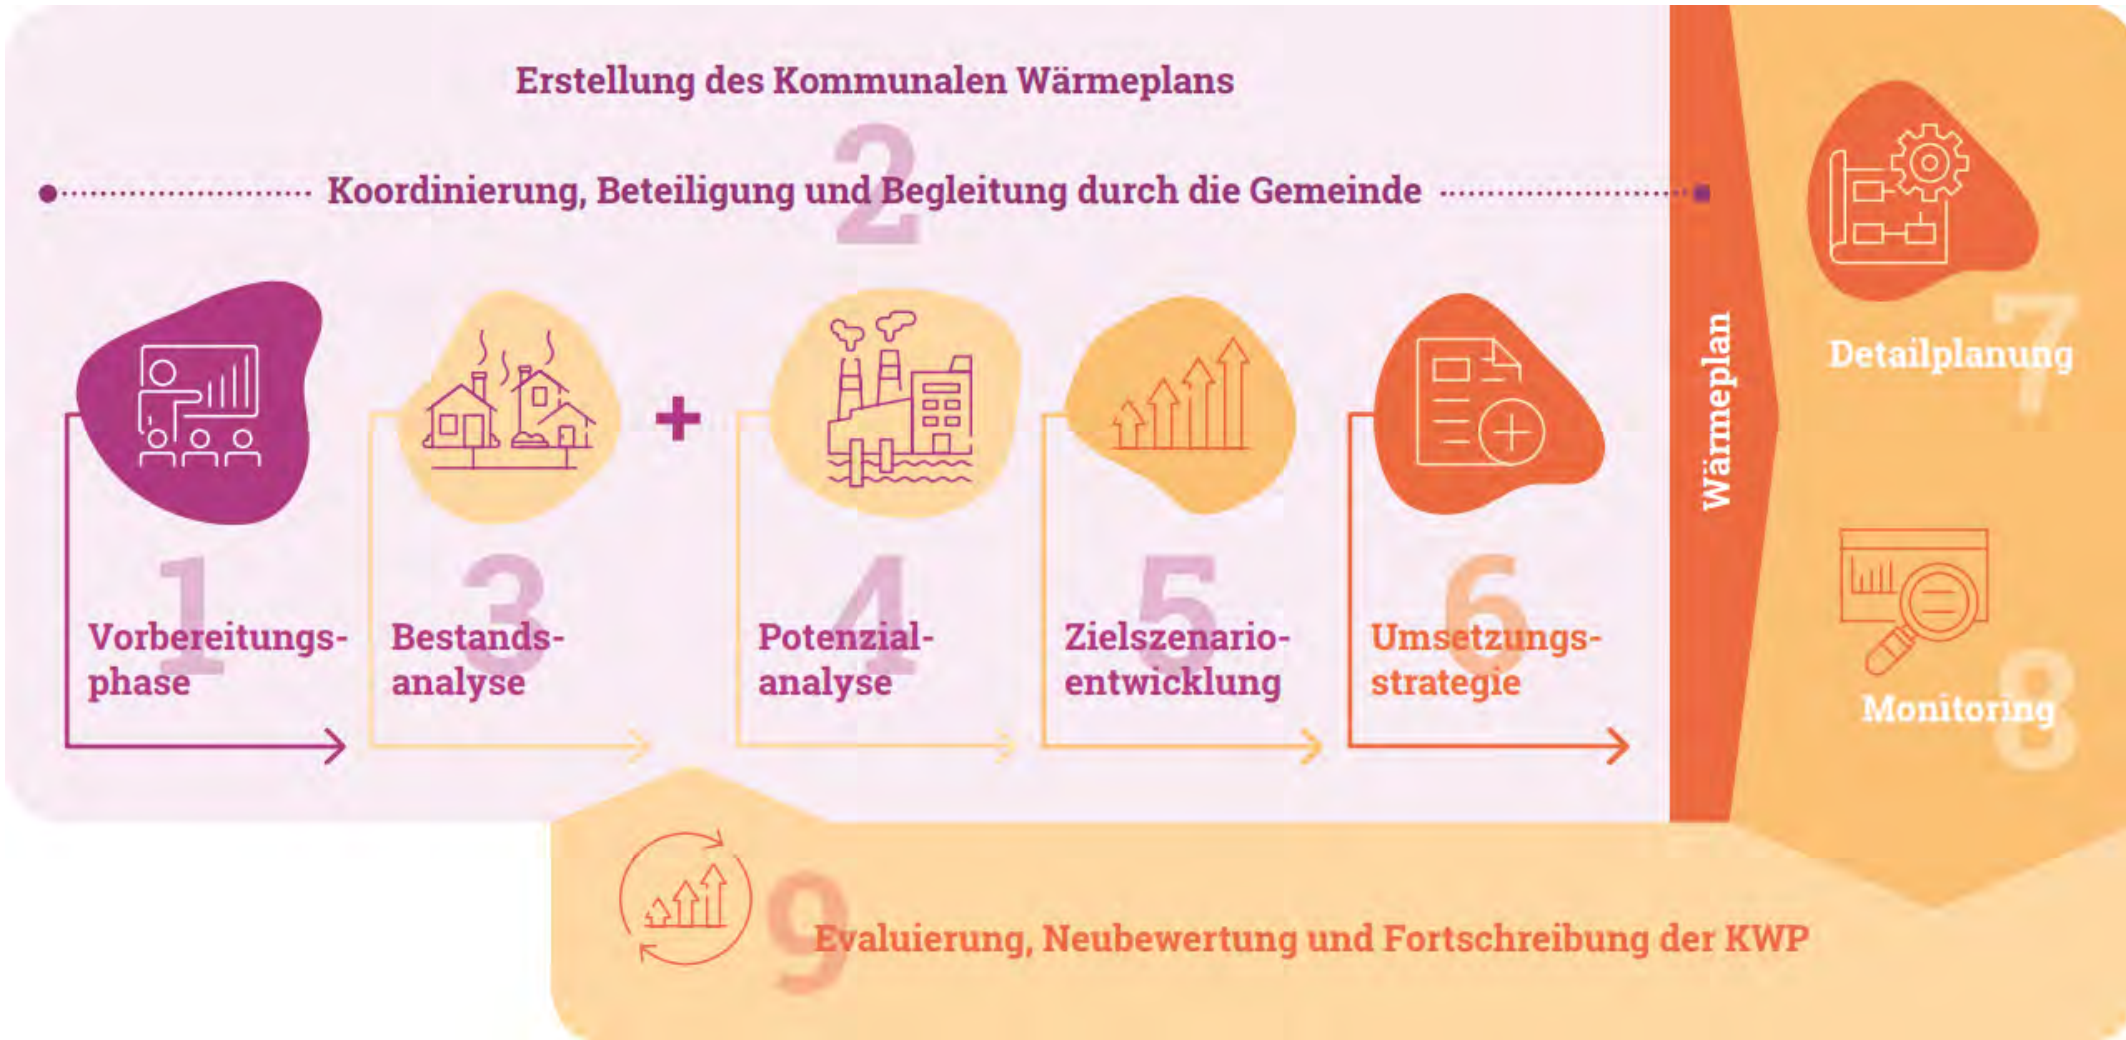 Erstellung des Kommunalen Wärmeplans
2
Koordinierung, Beteiligung und Begleitung durch die Gemeinde
1
Vorbereitungs-
phase
3
Bestands-
analyse
+
4
Potenzial-
analyse
5
Zielszenario-
entwicklung
6
Umsetzungs-
strategie
Wärmeplan
7
Detailplanung
8
Monitoring
9
Evaluierung, Neubewertung und Fortschreibung der KWP